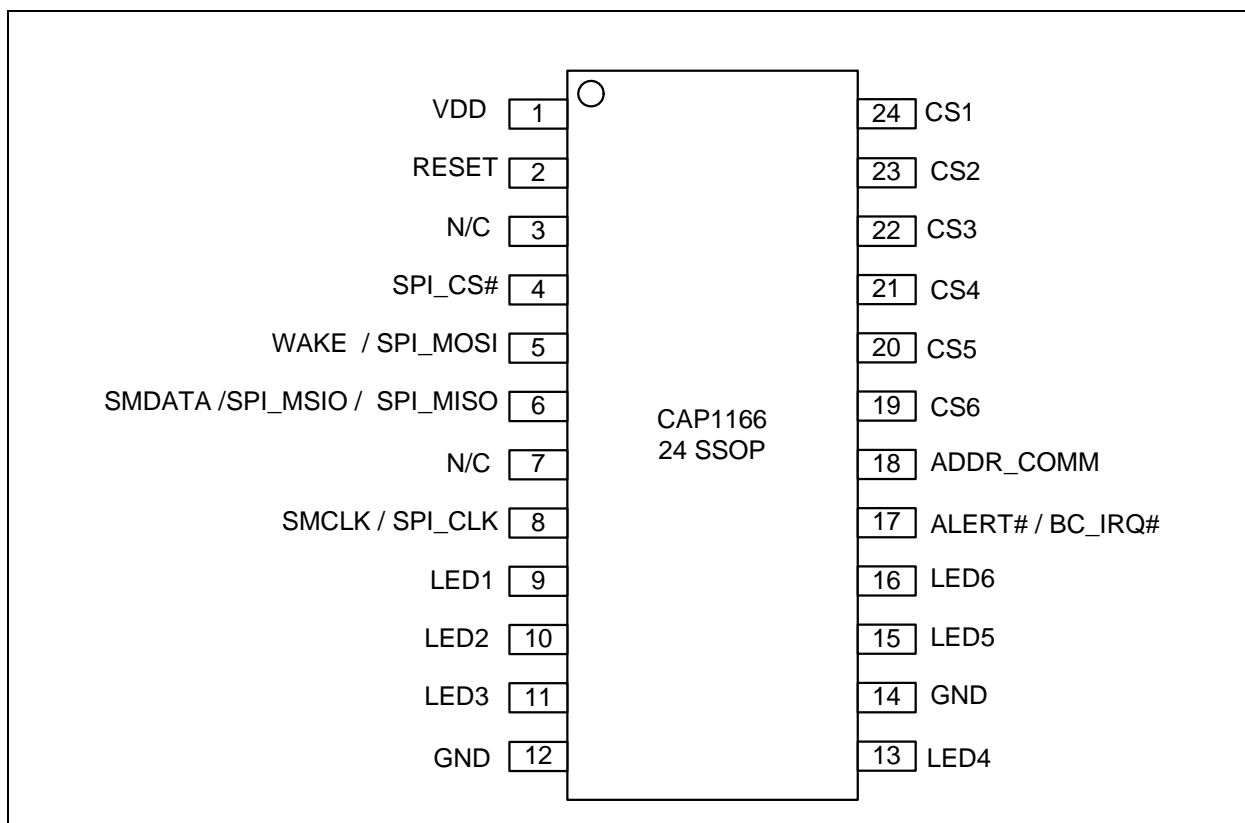 VDD 1
RESET 2
N/C 3
SPI_CS# 4
WAKE / SPI_MOSI 5
SMDATA /SPI_MSIO / SPI_MISO 6
N/C 7
SMCLK / SPI_CLK 8
LED1 9
LED2 10
LED3 11
GND 12
CAP1166
24 SSOP
24 CS1
23 CS2
22 CS3
21 CS4
20 CS5
19 CS6
18 ADDR_COMM
17 ALERT# / BC_IRQ#
16 LED6
15 LED5
14 GND
13 LED4